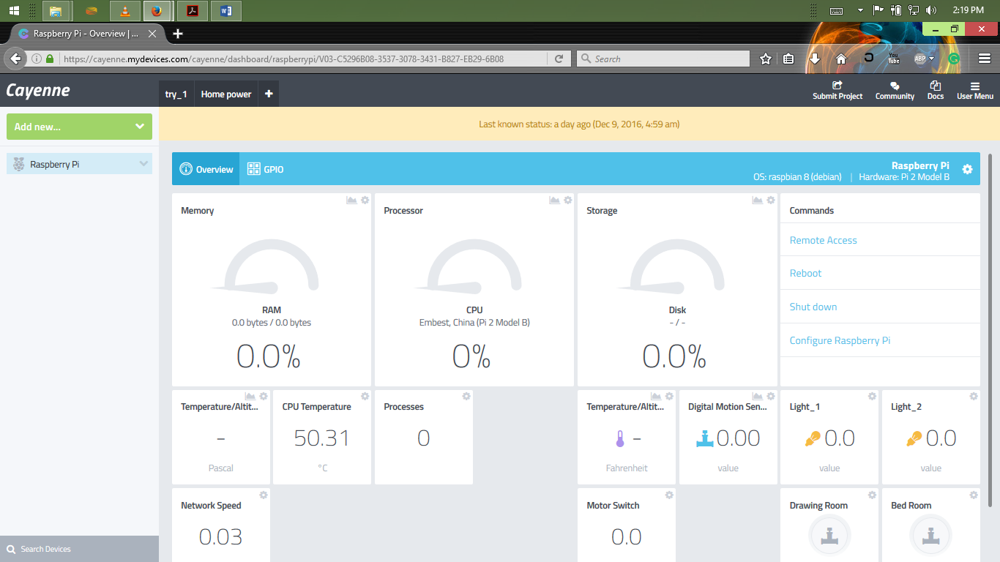 2:19 PM
Raspberry Pi - Overview | ...
https://cayenne.mydevices.com/cayenne/dashboard/raspberrypi/V03-C5296B08-3537-3078-3431-B827-EB29-6B08
Search
You Tube
ABP
Cayenne
try_1
Home power
Submit Project
Community
Docs
User Menu
Add new...
Last known status: a day ago (Dec 9, 2016, 4:59 am)
Raspberry Pi
Overview
GPIO
Raspberry Pi
OS: raspbian 8 (debian) | Hardware: Pi 2 Model B
Memory
RAM
0.0 bytes / 0.0 bytes
0.0%
Processor
CPU
Embest, China (Pi 2 Model B)
0%
Storage
Disk
- / -
0.0%
Commands
Remote Access
Reboot
Shut down
Configure Raspberry Pi
Temperature/Altit...
–
Pascal
CPU Temperature
50.31
°C
Processes
0
Temperature/Altit...
–
Fahrenheit
Digital Motion Sen...
0.00
value
Light_1
0.0
value
Light_2
0.0
value
Network Speed
0.03
Motor Switch
0.0
Drawing Room
Bed Room
Search Devices